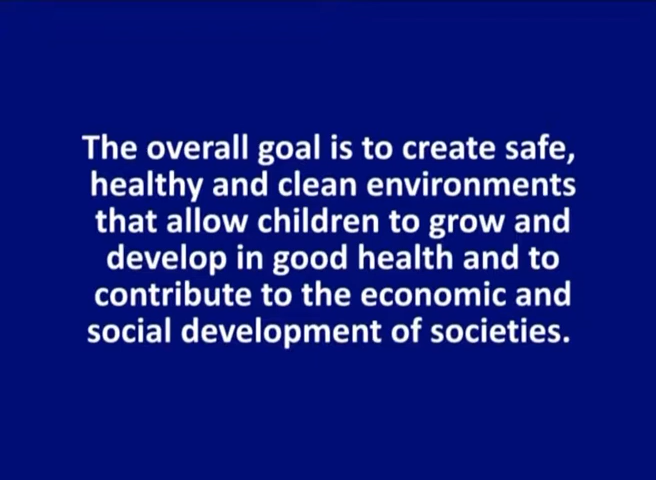 The overall goal is to create safe,
healthy and clean environments
that allow children to grow and
develop in good health and to
contribute to the economic and
social development of societies.